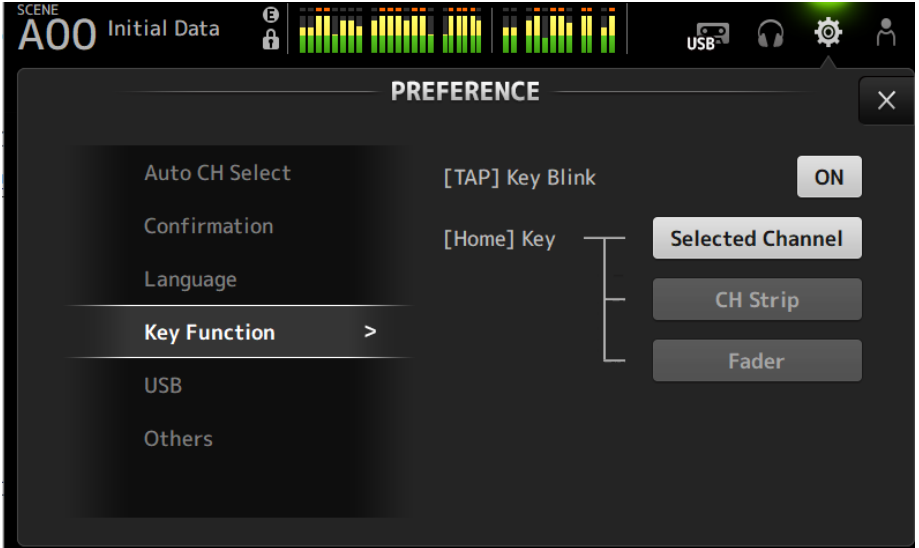 SCENE
A00 Initial Data
E
USB
PREFERENCE
Auto CH Select
Confirmation
Language
Key Function >
USB
Others
[TAP] Key Blink ON
[Home] Key Selected Channel
CH Strip
Fader